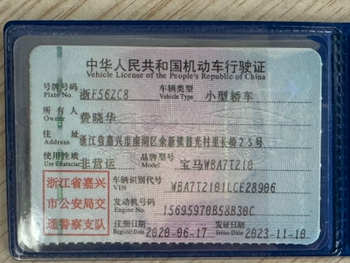 中华人民共和国机动车行驶证
Vehicle License of the People's Republic of China
号牌号码 浙F56ZC8 车辆类型 小型轿车
Plate No. Vehicle Type
所有人 费晓华
Owner
住址 浙江省嘉兴市南湖区余新镇普光村里长桥25号
Address
使用性质 非营运 品牌型号 宝马WBA7T210
Use Character Model
浙江省嘉兴市公安局交通警察支队
车辆识别代号 WBA7T2101LCE28906
VIN
发动机号码 15695970B58B30C
Engine No.
注册日期 2020-06-17 发证日期 2023-11-10
Register Date Issue Date